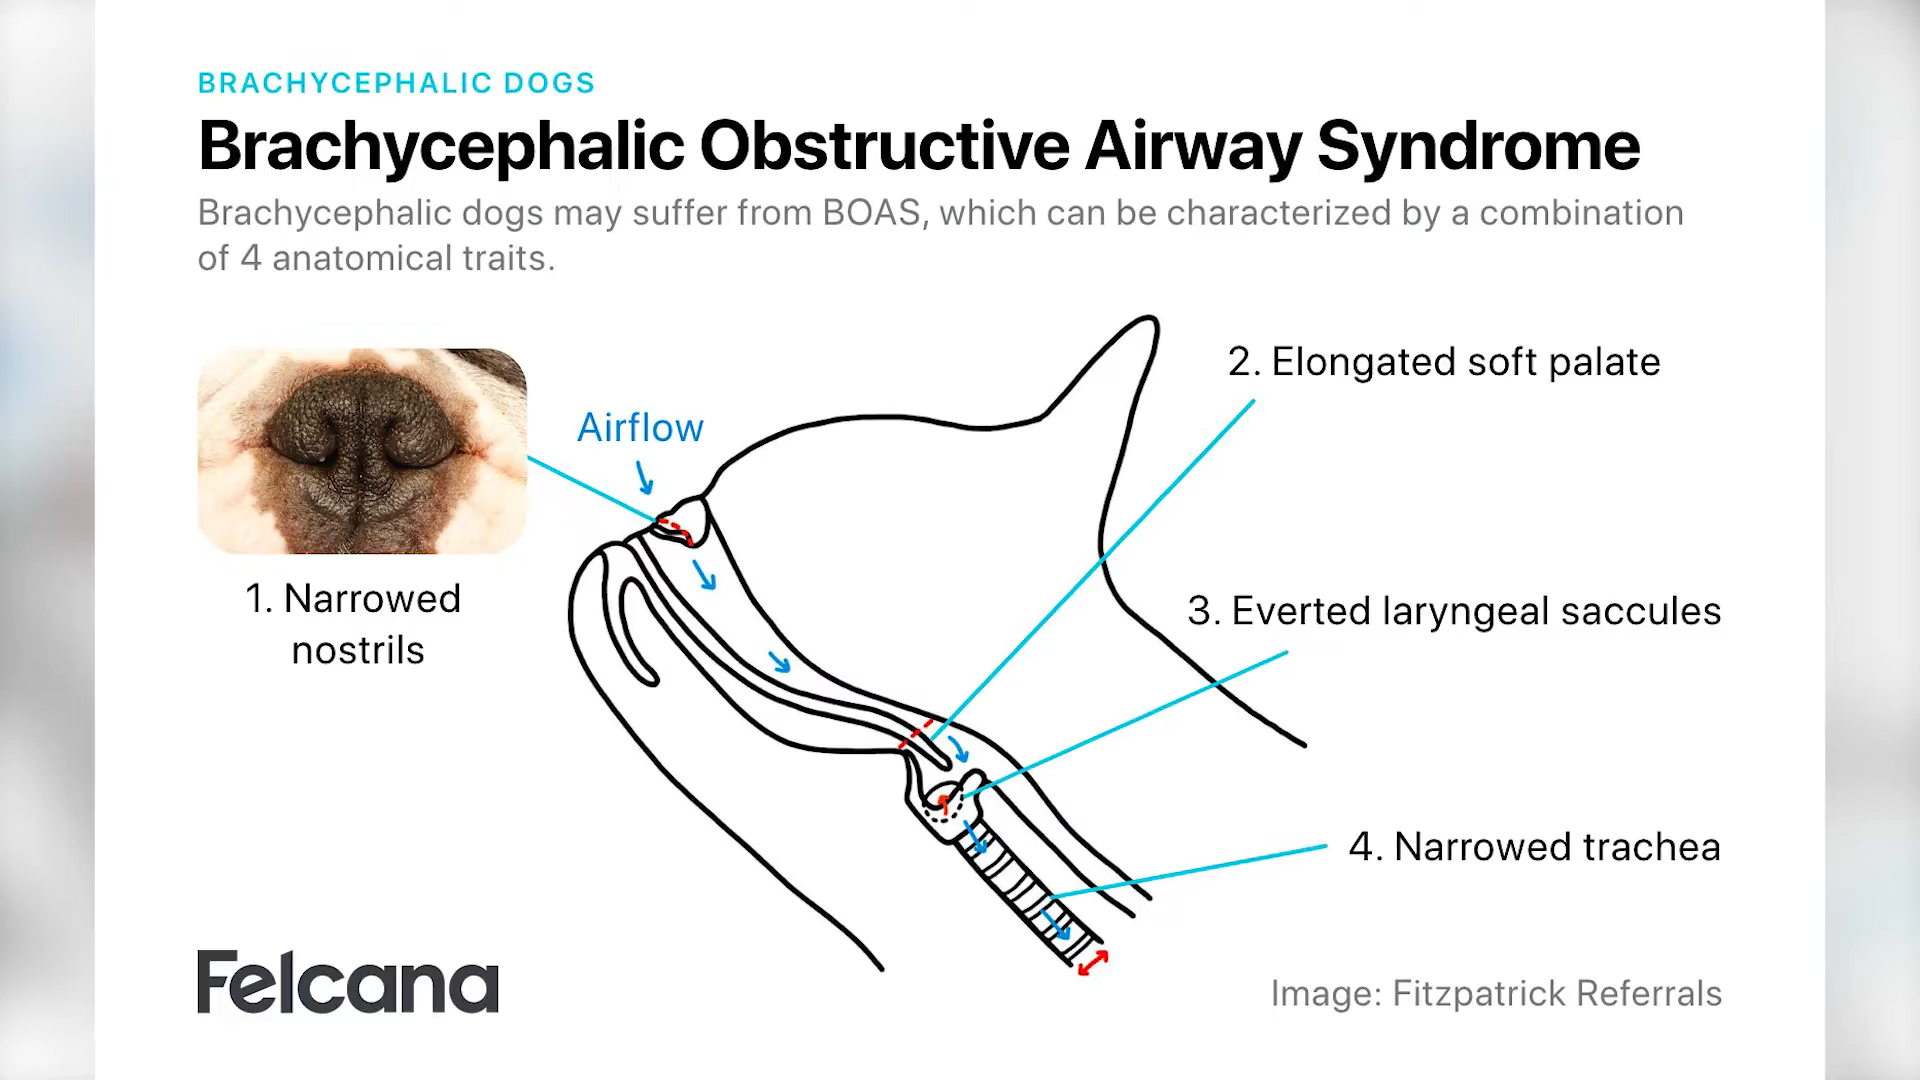 BRACHYCEPHALIC DOGS
Brachycephalic Obstructive Airway Syndrome
Brachycephalic dogs may suffer from BOAS, which can be characterized by a combination
of 4 anatomical traits.
Airflow
1. Narrowed
nostrils
2. Elongated soft palate
3. Everted laryngeal saccules
4. Narrowed trachea
Felcana
Image: Fitzpatrick Referrals